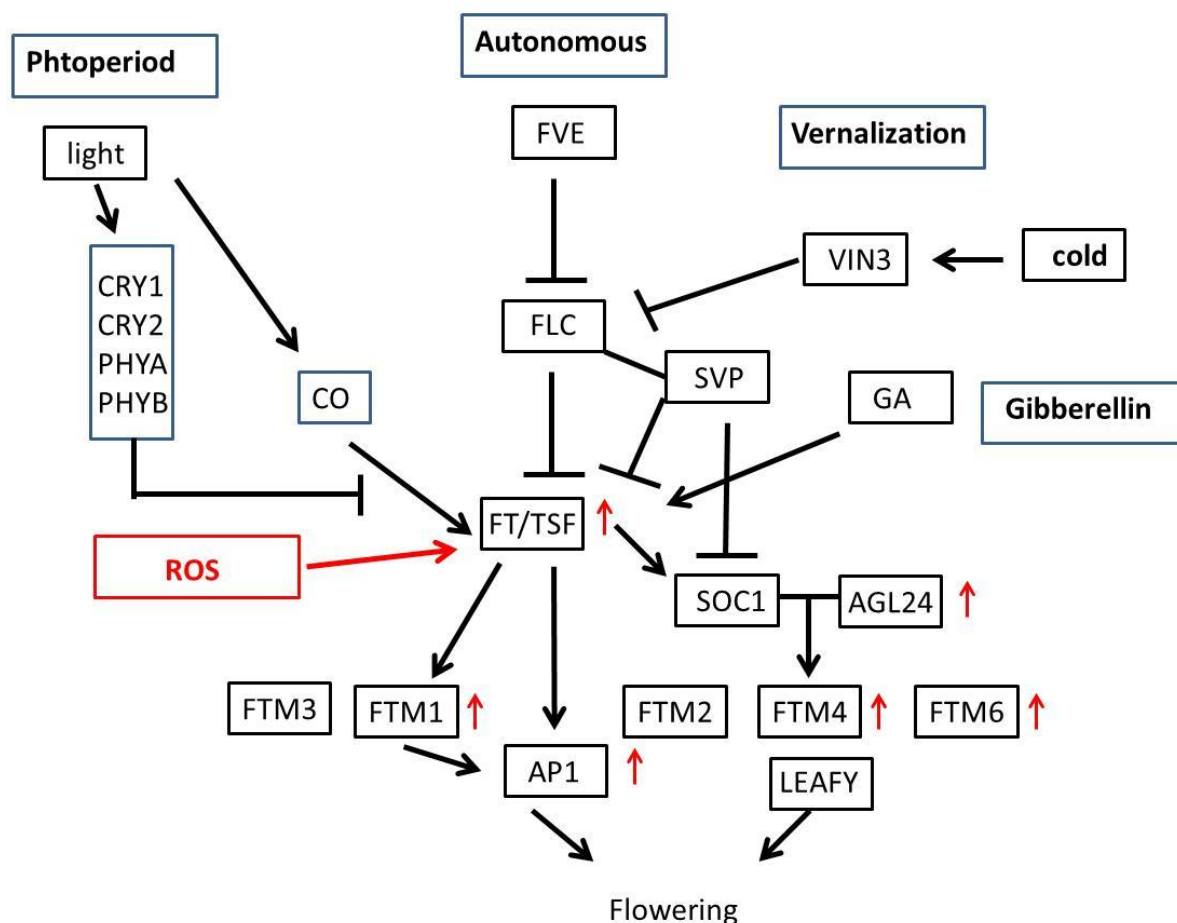 Autonomous
Phtoperiod
Vernalization
light
FVE
VIN3
cold
CRY1
CRY2
PHYA
PHYB
FLC
SVP
CO
GA
Gibberellin
FT/TSF
ROS
SOC1
AGL24
FTM3
FTM1
FTM2
FTM4
FTM6
AP1
LEAFY
Flowering